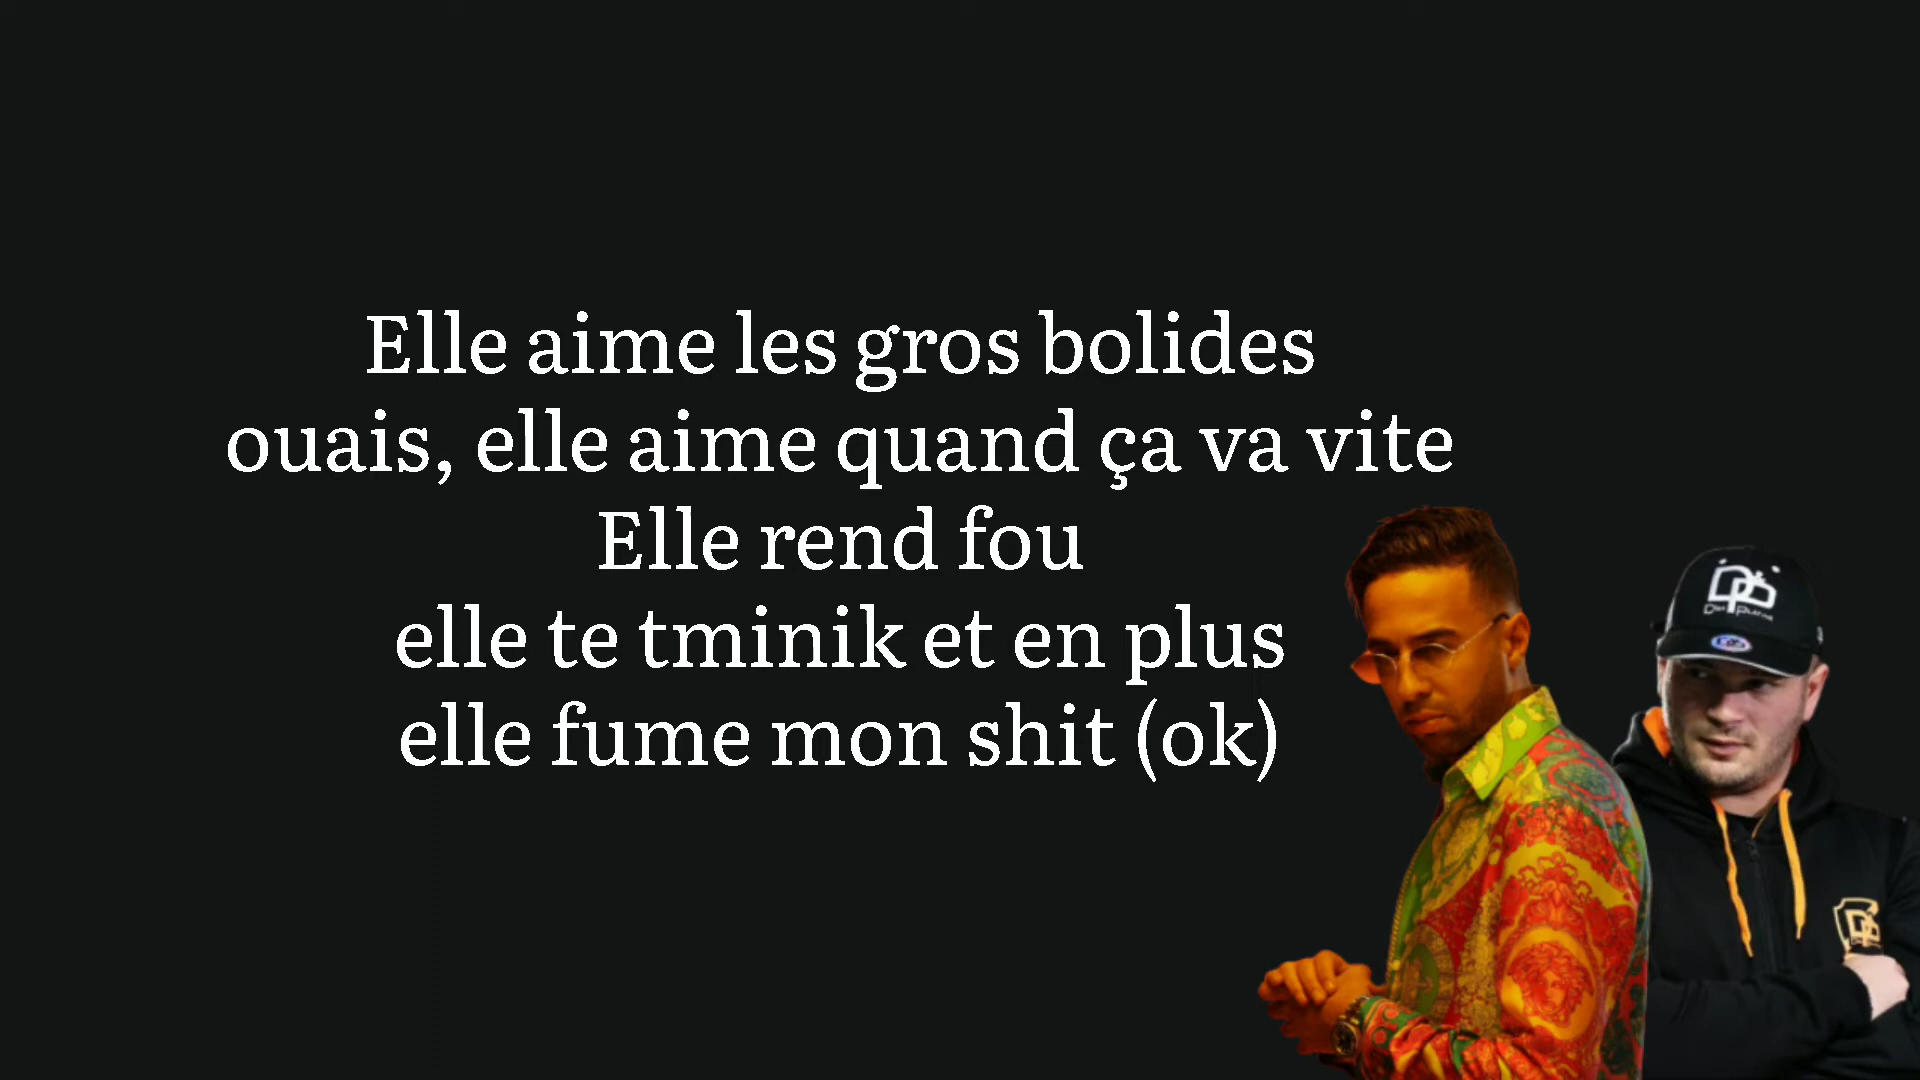 Elle aime les gros bolides
ouais, elle aime quand ça va vite
Elle rend fou
elle te tminik et en plus
elle fume mon shit (ok)